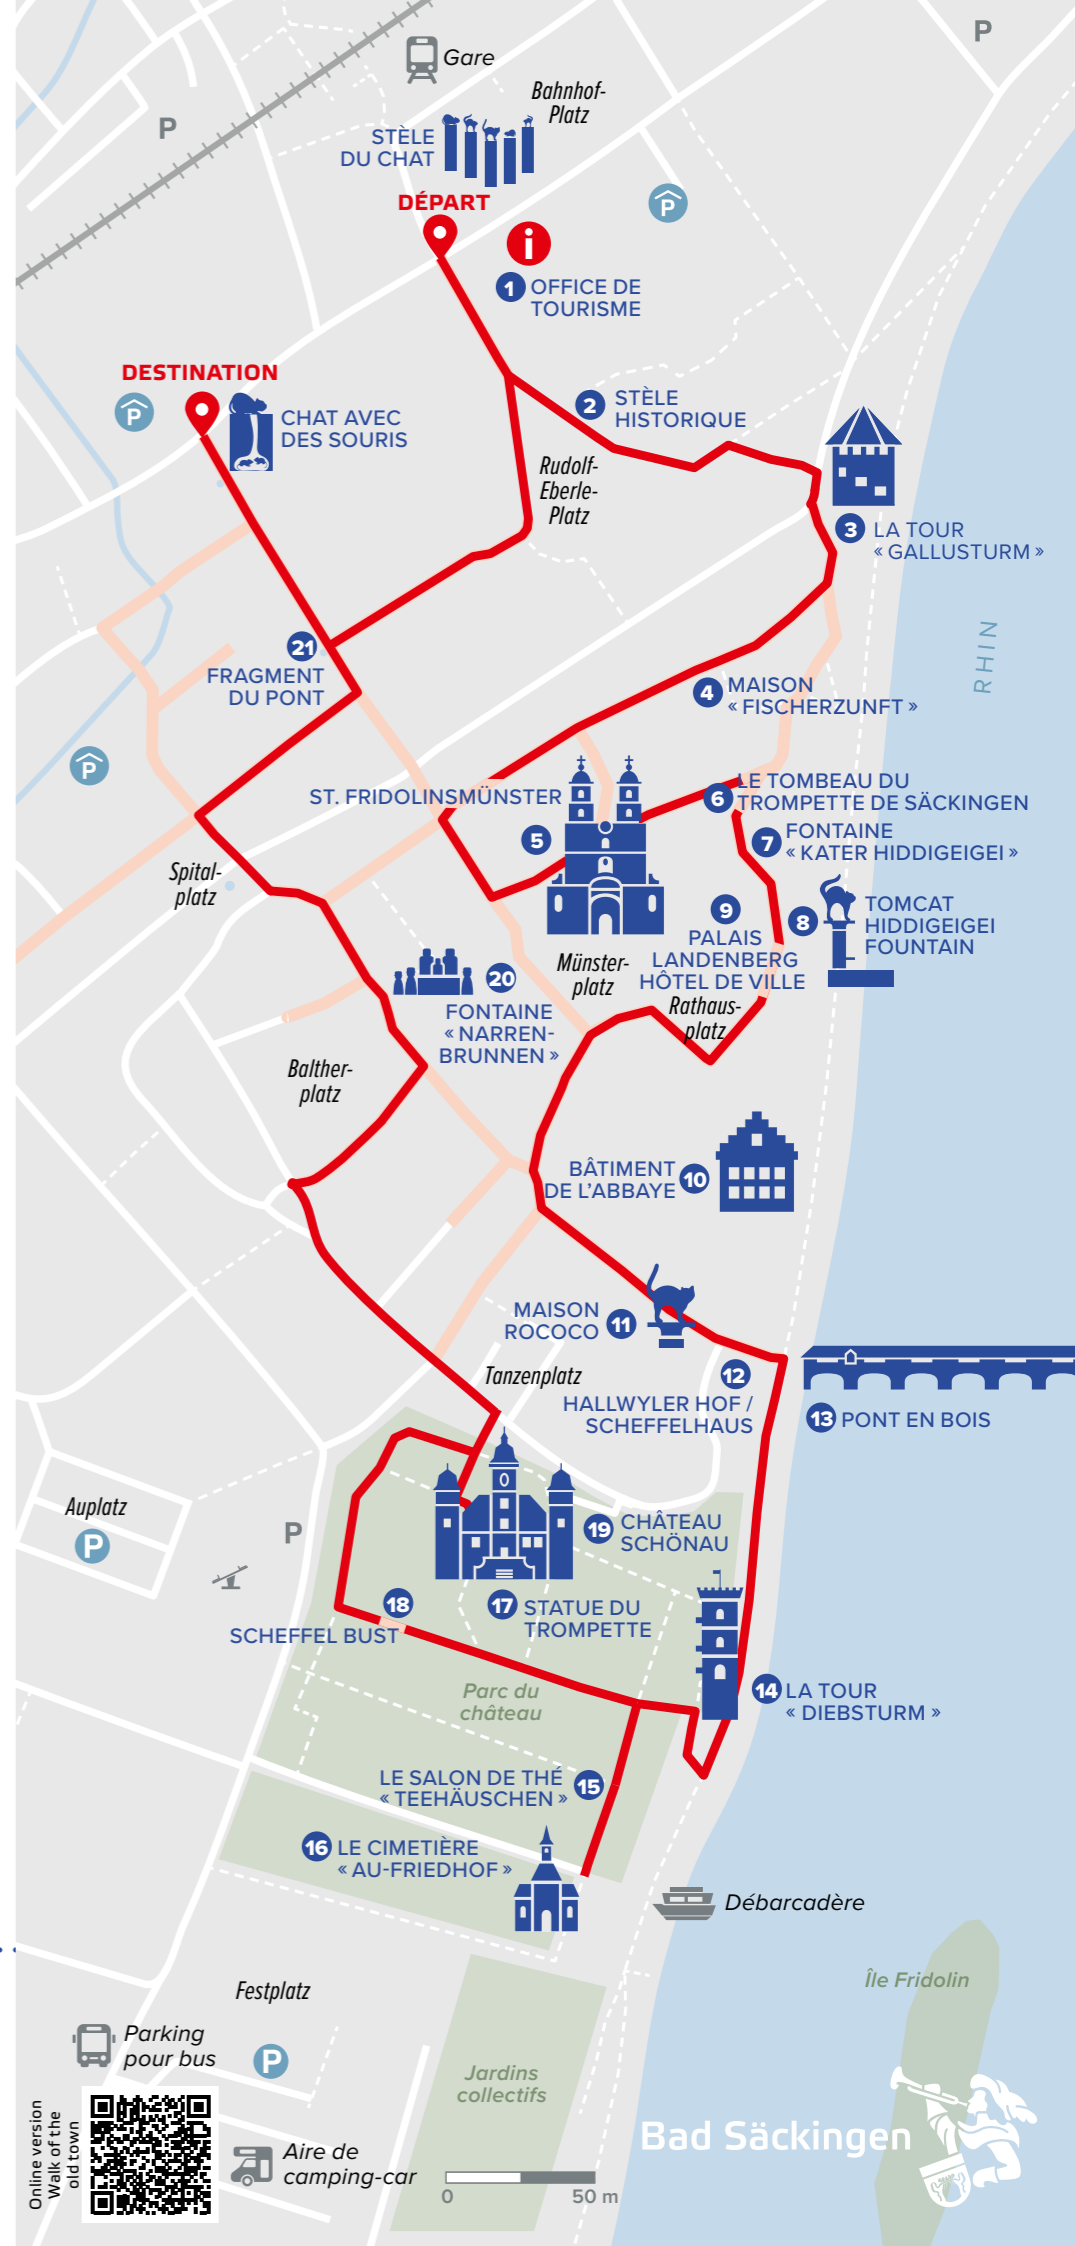 P
Gare
Bahnhof-
Platz
P
STÈLE
DU CHAT
DÉPART
P
i
1 OFFICE DE
TOURISME
DESTINATION
P
CHAT AVEC
DES SOURIS
2 STÈLE
HISTORIQUE
Rudolf-
Eberle-
Platz
3 LA TOUR
« GALLUSTURM »
RHIN
21
FRAGMENT
DU PONT
4 MAISON
« FISCHERZUNFT »
P
ST. FRIDOLINSMÜNSTER
5
6 LE TOMBEAU DU
TROMPETTE DE SÄCKINGEN
7 FONTAINE
« KATER HIDDIGEIGEI »
Spital-
platz
8 TOMCAT
HIDDIGEIGEI
FOUNTAIN
9
PALAIS
LANDENBERG
HÔTEL DE VILLE
Münster-
platz
Rathaus-
platz
20
FONTAINE
« NARREN-
BRUNNEN »
Balther-
platz
BÂTIMENT
DE L'ABBAYE 10
MAISON
ROCOCO 11
Tanzenplatz
12
HALLWYLER HOF /
SCHEFFELHAUS
13 PONT EN BOIS
Auplatz
P
P
19 CHÂTEAU
SCHÖNAU
18
SCHEFFEL BUST
17 STATUE DU
TROMPETTE
14 LA TOUR
« DIEBSTURM »
Parc du
château
LE SALON DE THÉ
« TEEHÄUSCHEN » 15
16 LE CIMETIÈRE
« AU-FRIEDHOF »
Débarcadère
Île Fridolin
Festplatz
Parking
pour bus
P
Jardins
collectifs
Online version
Walk of the
old town
Aire de
camping-car
0 50 m
Bad Säckingen